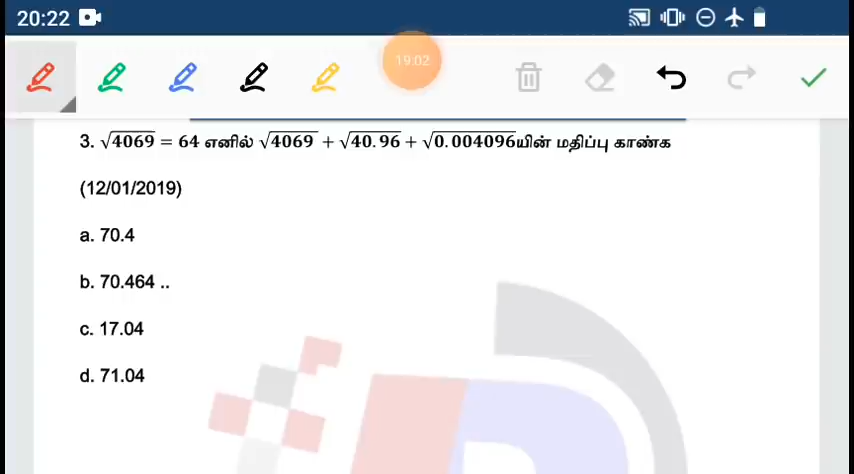 20:22
19:02
3. √4069 = 64 எனில் √4069 + √40.96 + √0.004096யின் மதிப்பு காண்க
(12/01/2019)
a. 70.4
b. 70.464 ..
c. 17.04
d. 71.04